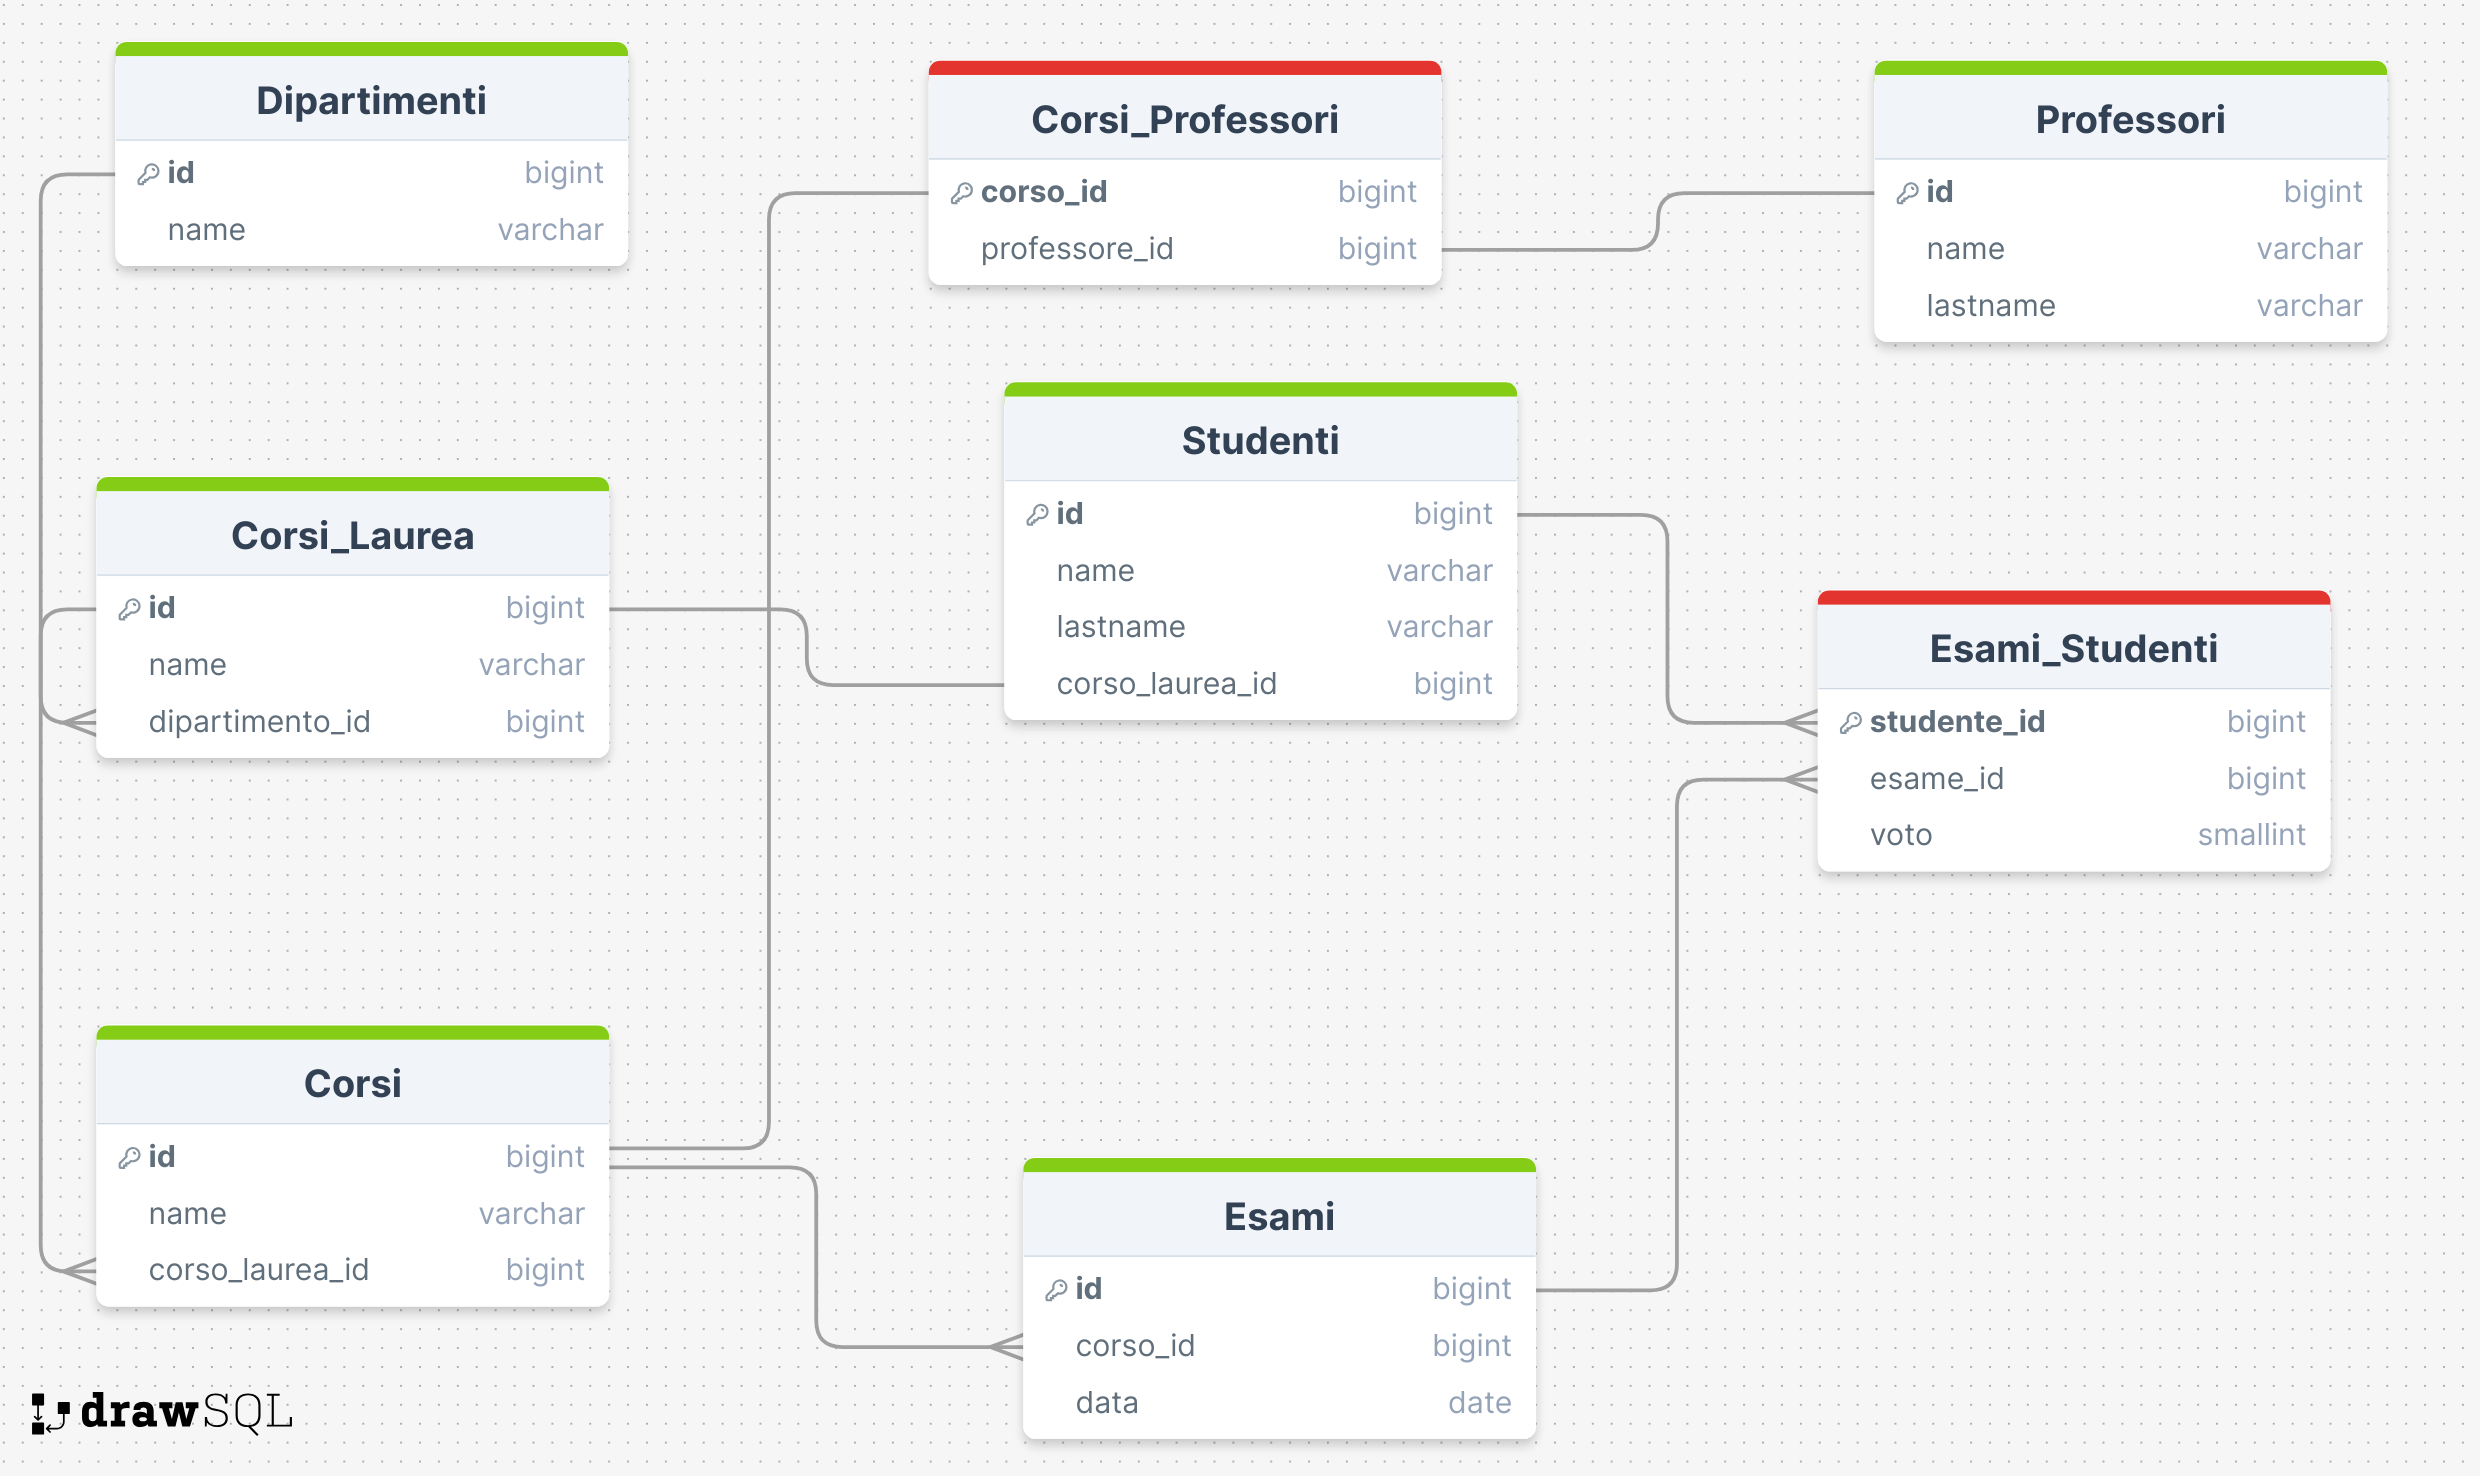 Dipartimenti
id bigint
name varchar
Corsi_Professori
corso_id bigint
professore_id bigint
Professori
id bigint
name varchar
lastname varchar
Studenti
id bigint
name varchar
lastname varchar
corso_laurea_id bigint
Corsi_Laurea
id bigint
name varchar
dipartimento_id bigint
Esami_Studenti
studente_id bigint
esame_id bigint
voto smallint
Corsi
id bigint
name varchar
corso_laurea_id bigint
Esami
id bigint
corso_id bigint
data date
drawSQL